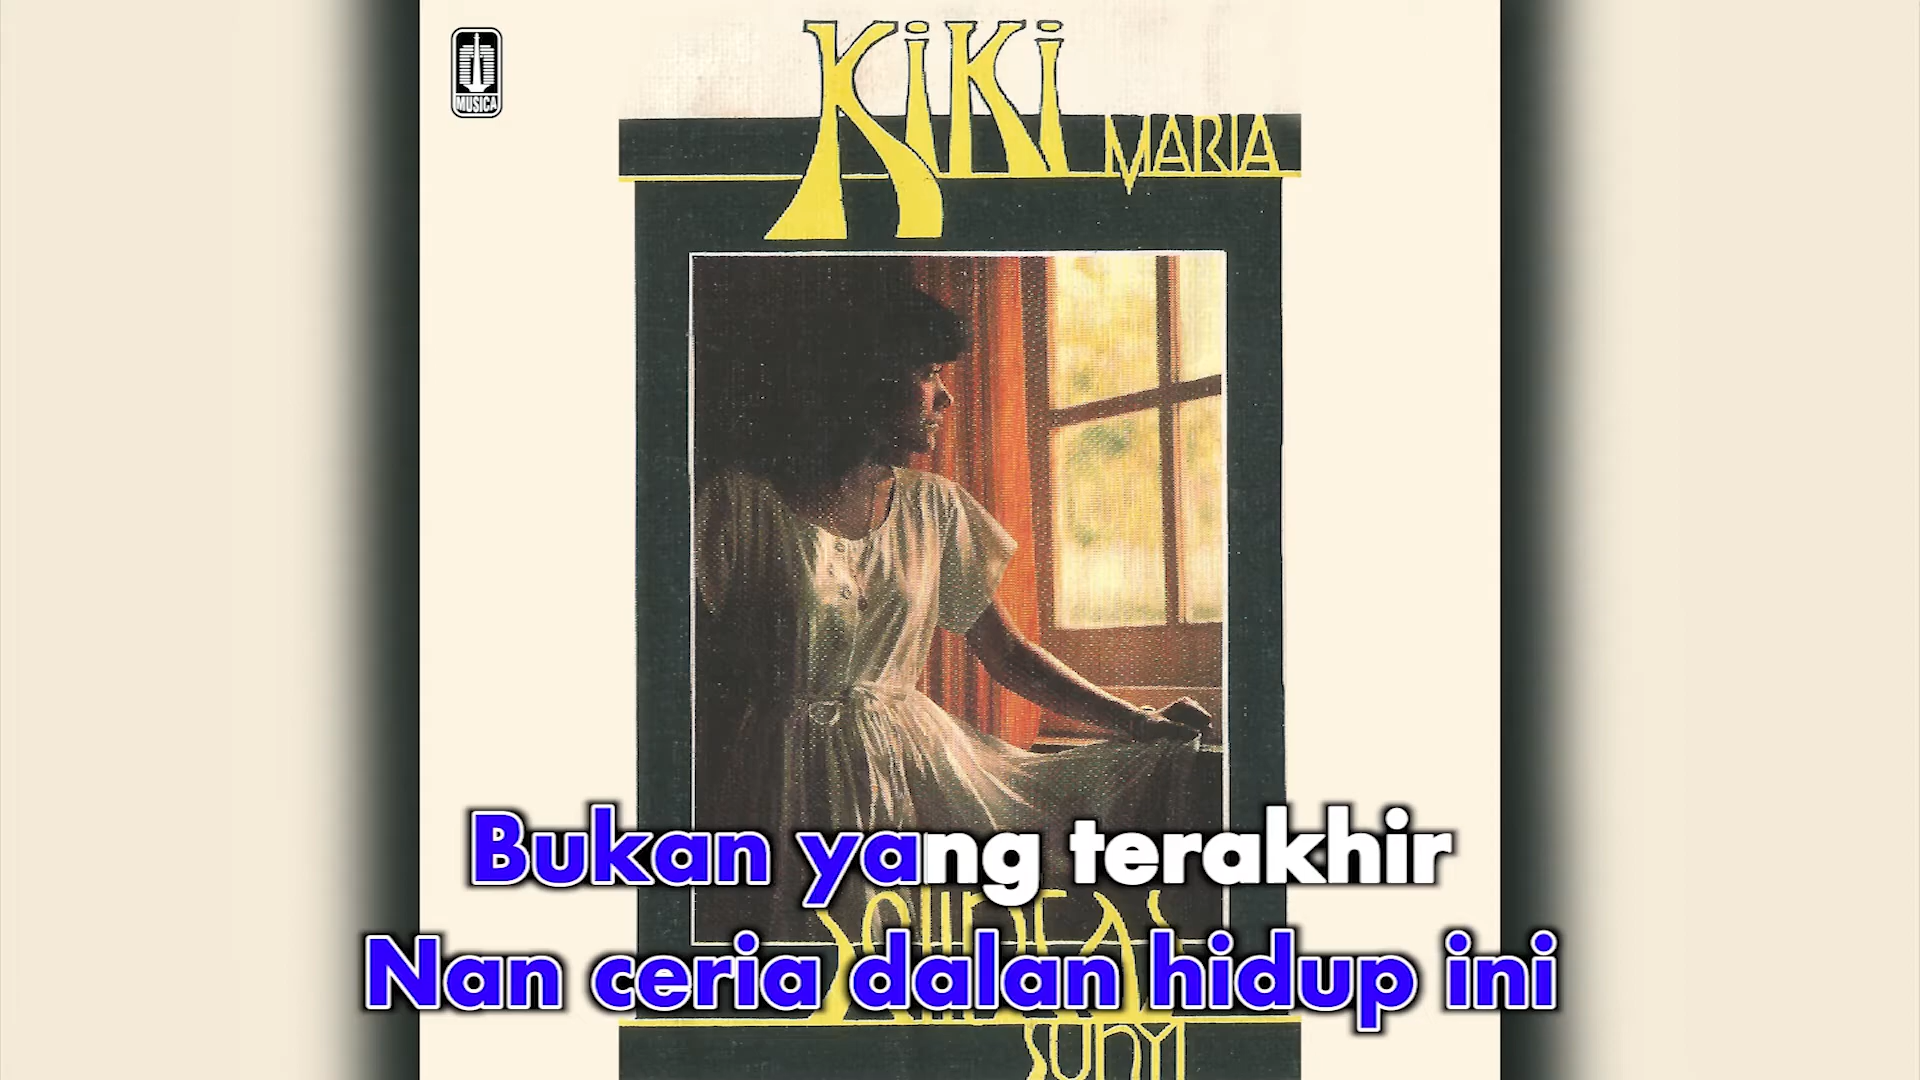 MUSICA
KiKi
MARIA
Bukan yang terakhir
Nan ceria dalan hidup ini
SUNYI